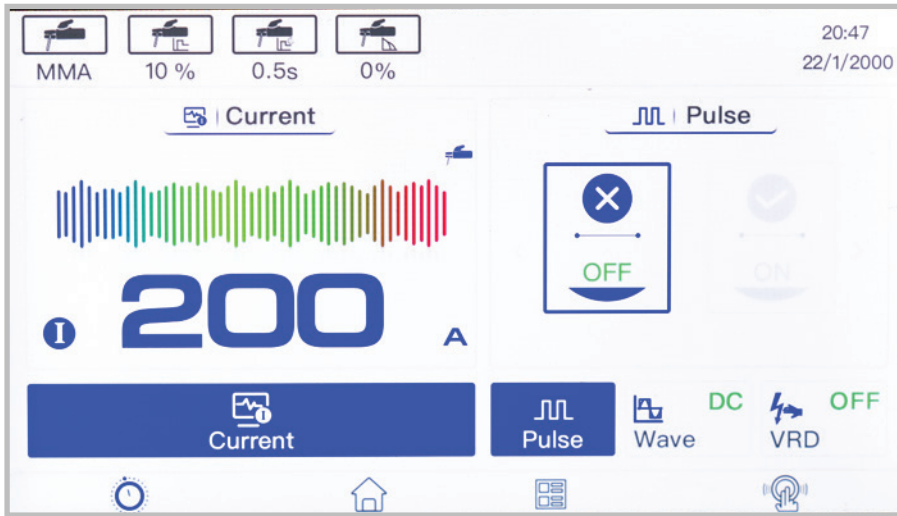 MMA 10 % 0.5s 0%
20:47
22/1/2000
Current
Pulse
OFF
ON
200 A
Current
Pulse
Wave DC
VRD OFF